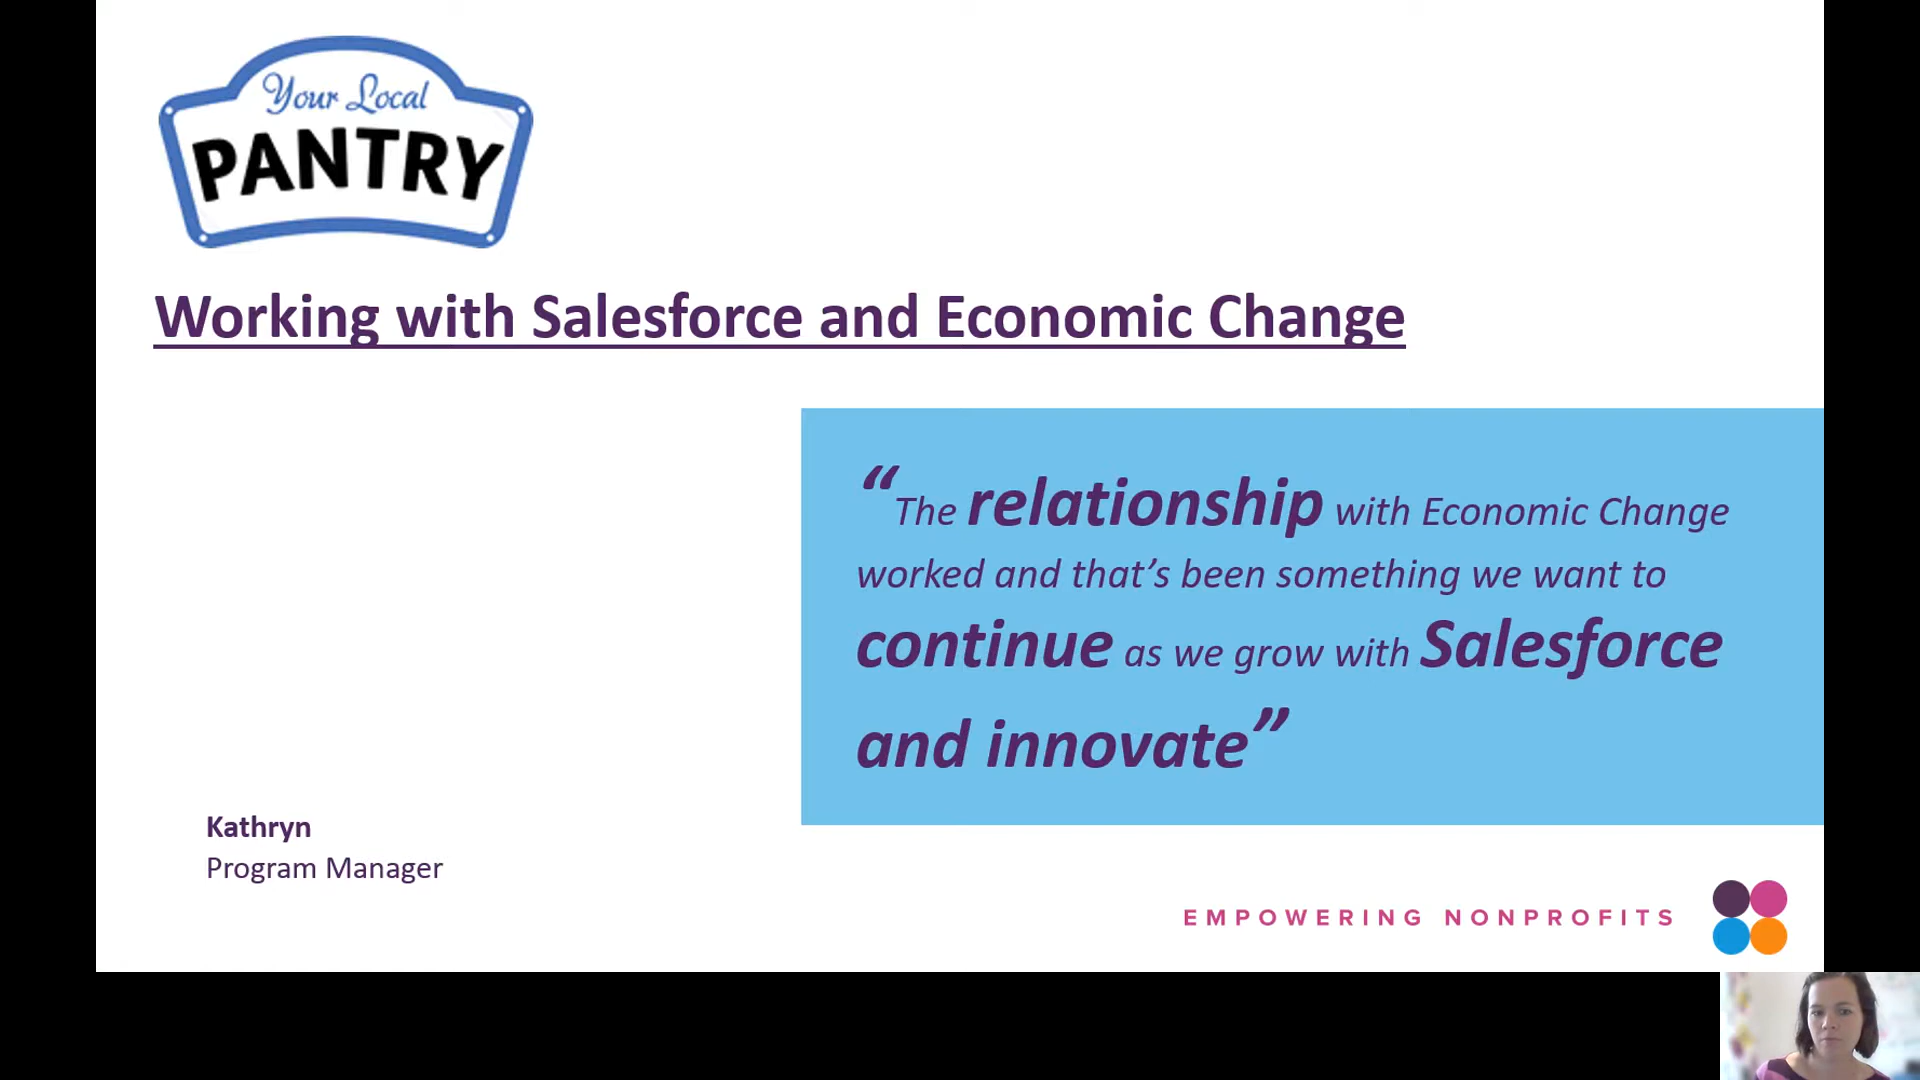 Your Local
PANTRY
Working with Salesforce and Economic Change
“The relationship with Economic Change
worked and that’s been something we want to
continue as we grow with Salesforce
and innovate”
Kathryn
Program Manager
EMPOWERING NONPROFITS